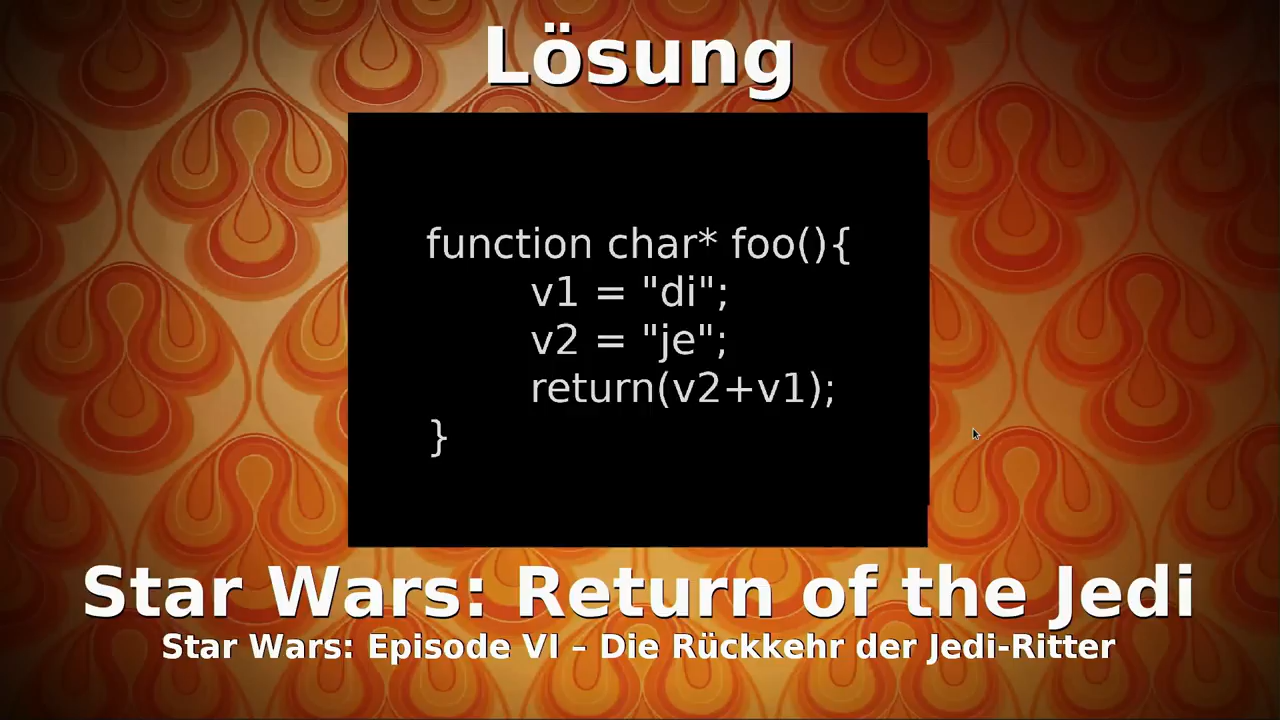 Lösung
function char* foo(){
v1 = "di";
v2 = "je";
return(v2+v1);
}
Star Wars: Return of the Jedi
Star Wars: Episode VI – Die Rückkehr der Jedi-Ritter